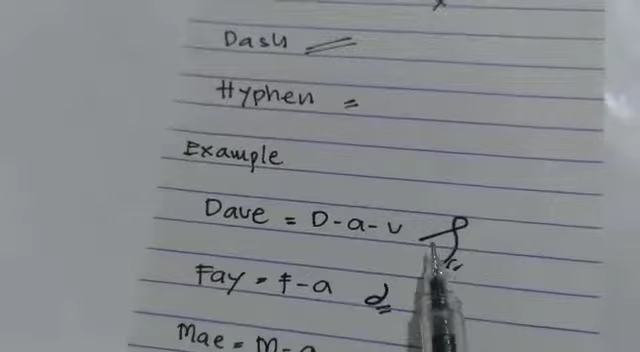 Dash
Hyphen =
Example
Dave = D-a-v
Fay = f-a
Mae = M-a